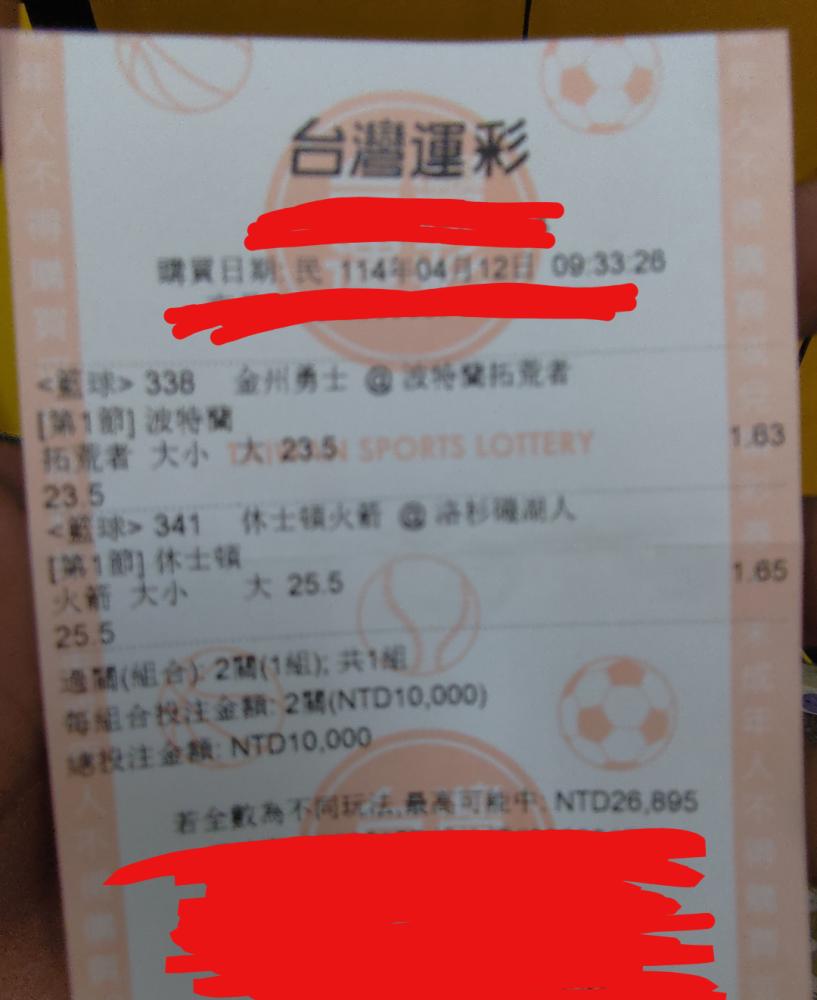 台灣運彩
購買日期: 民 114年04月12日 09:33:26
<籃球> 338 金州勇士 @ 波特蘭拓荒者
[第1節] 波特蘭
拓荒者 大小 大 23.5 1.63
23.5
TAIWAN SPORTS LOTTERY
<籃球> 341 休士頓火箭 @ 洛杉磯湖人
[第1節] 休士頓
火箭 大小 大 25.5 1.65
25.5
過關(組合): 2關(1組); 共1組
每組合投注金額: 2關(NTD10,000)
總投注金額: NTD10,000
若全數為不同玩法,最高可能中: NTD26,895